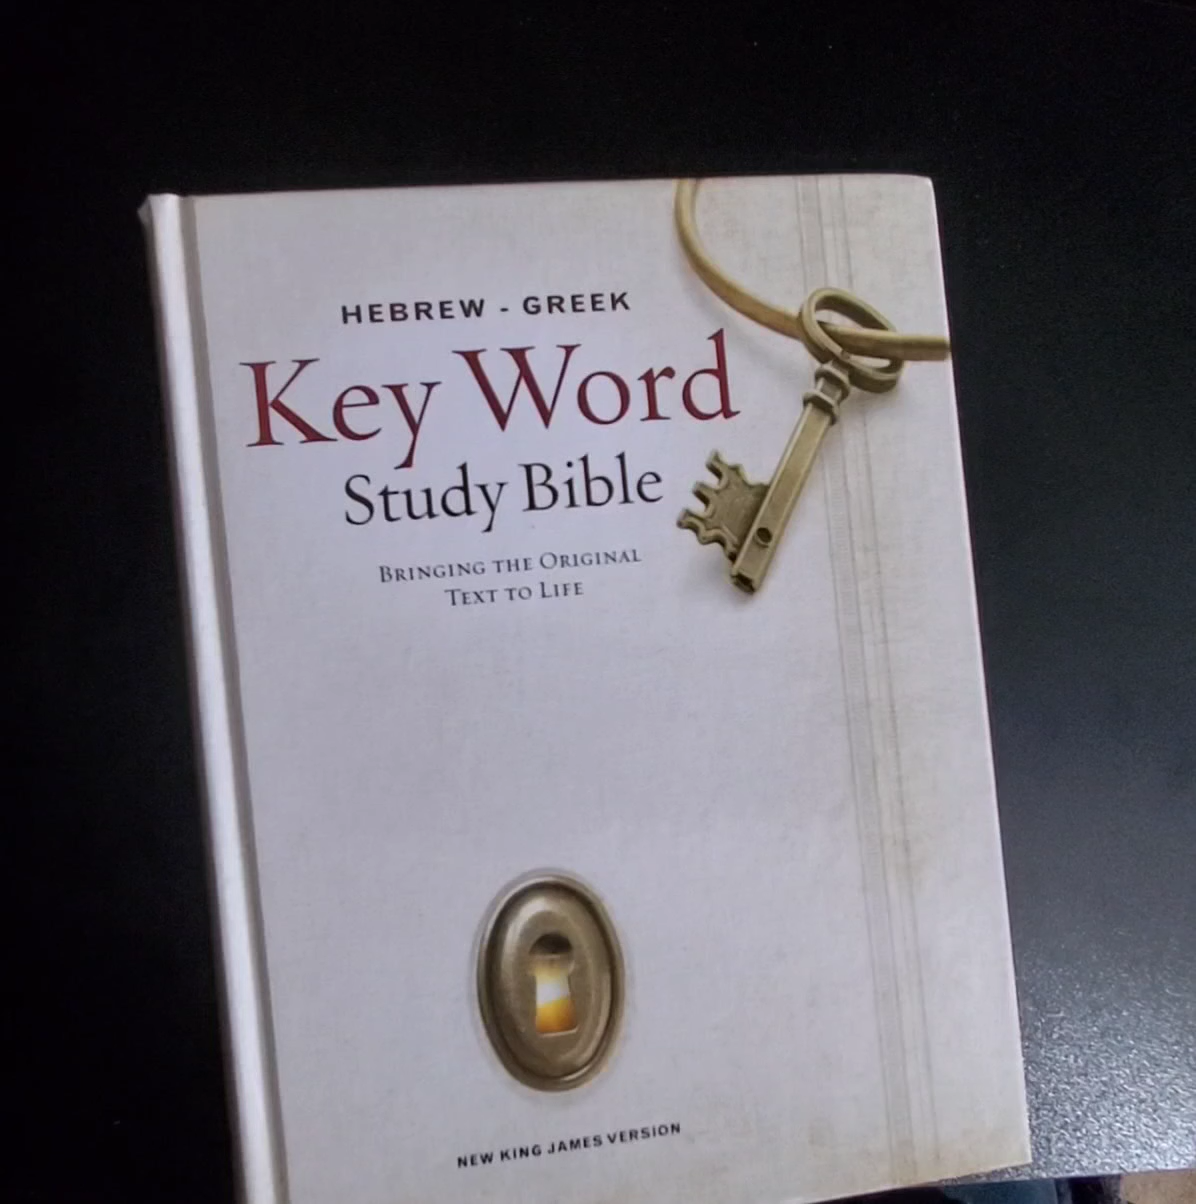 HEBREW - GREEK
Key Word
Study Bible
BRINGING THE ORIGINAL
TEXT TO LIFE
NEW KING JAMES VERSION